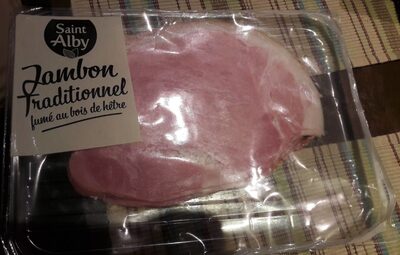 Saint
Alby
Jambon
Traditionnel
fumé au bois de hêtre